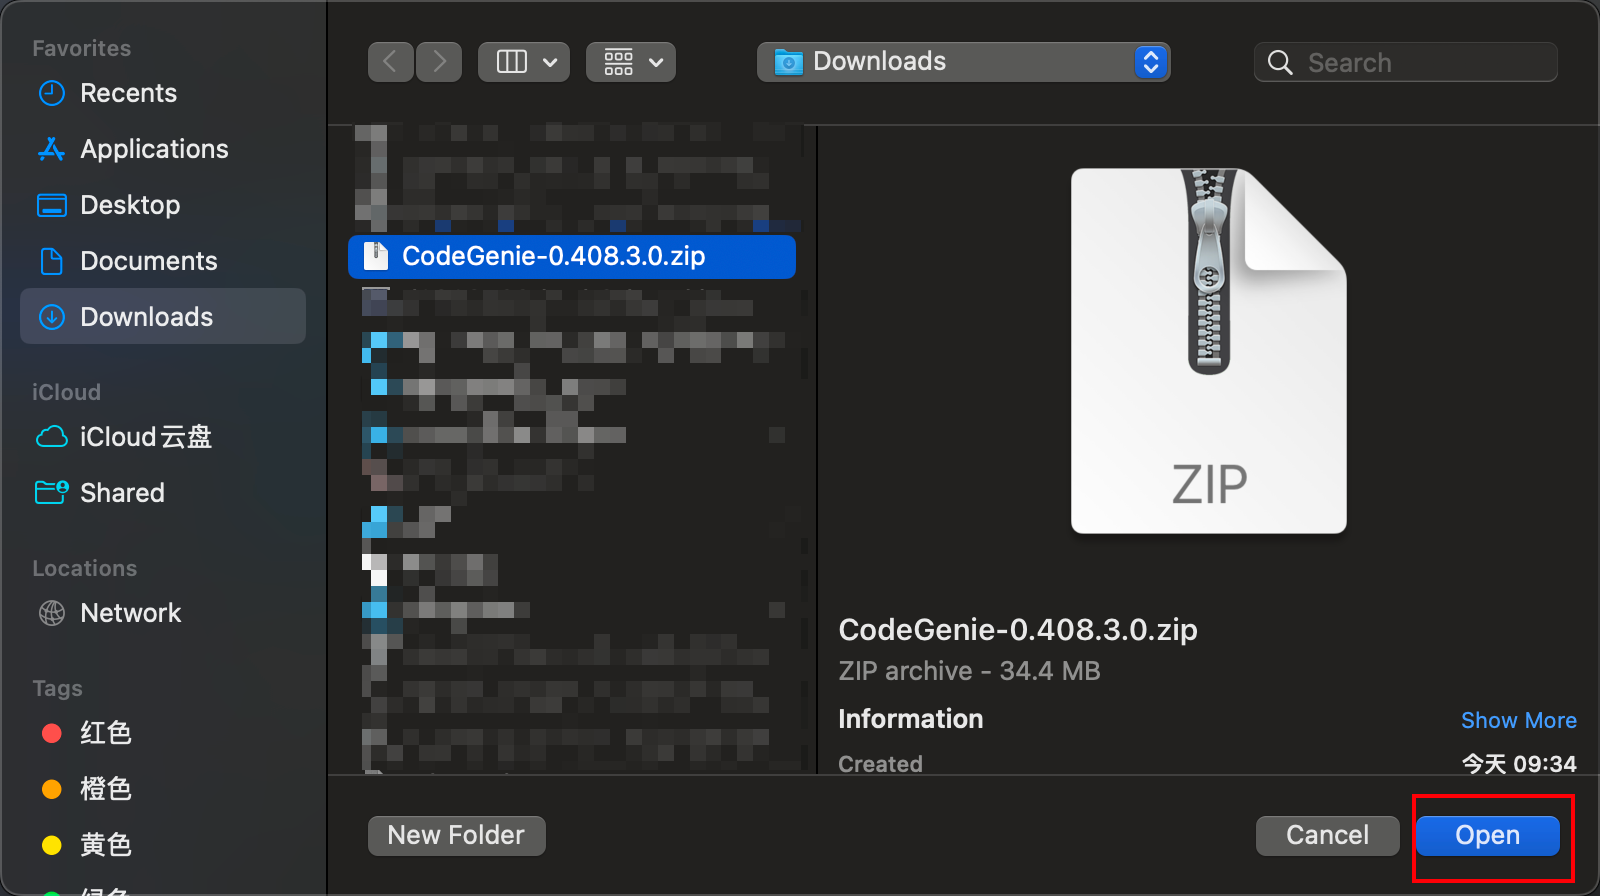 Favorites
Recents
Applications
Desktop
Documents
Downloads
iCloud
iCloud云盘
Shared
Locations
Network
Tags
红色
橙色
黄色
Downloads
Search
CodeGenie-0.408.3.0.zip
ZIP
CodeGenie-0.408.3.0.zip
ZIP archive - 34.4 MB
Information
Show More
Created
今天 09:34
New Folder
Cancel
Open